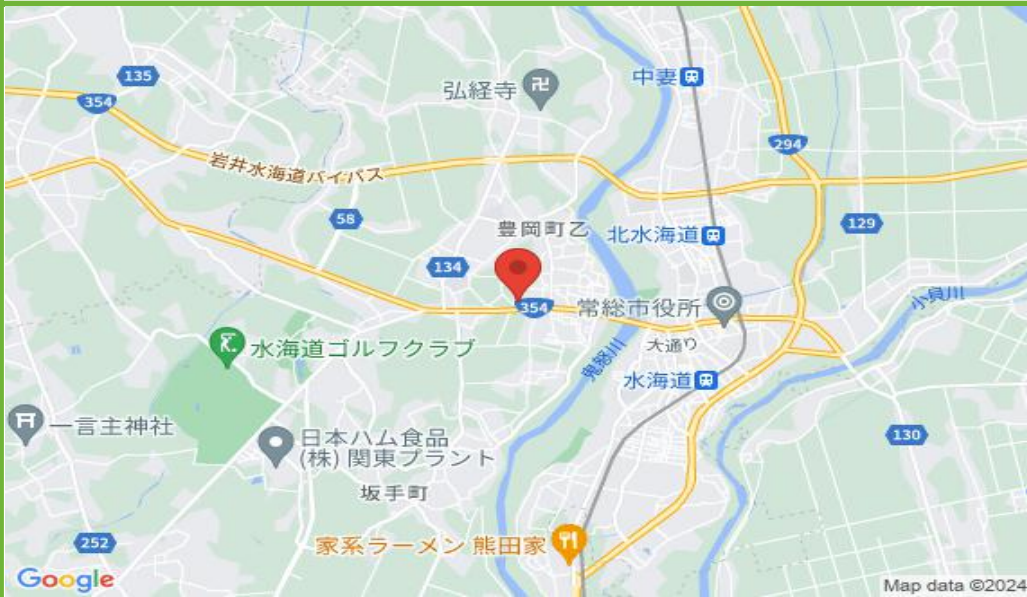 135
中妻
弘経寺
354
岩井水海道バイパス
294
58
129
豊岡町乙
北水海道
134
354
常総市役所
小貝川
大通り
水海道ゴルフクラブ
鬼怒川
水海道
一言主神社
日本ハム食品
(株) 関東プラント
130
坂手町
252
家系ラーメン 熊田家
Google
Map data ©2024